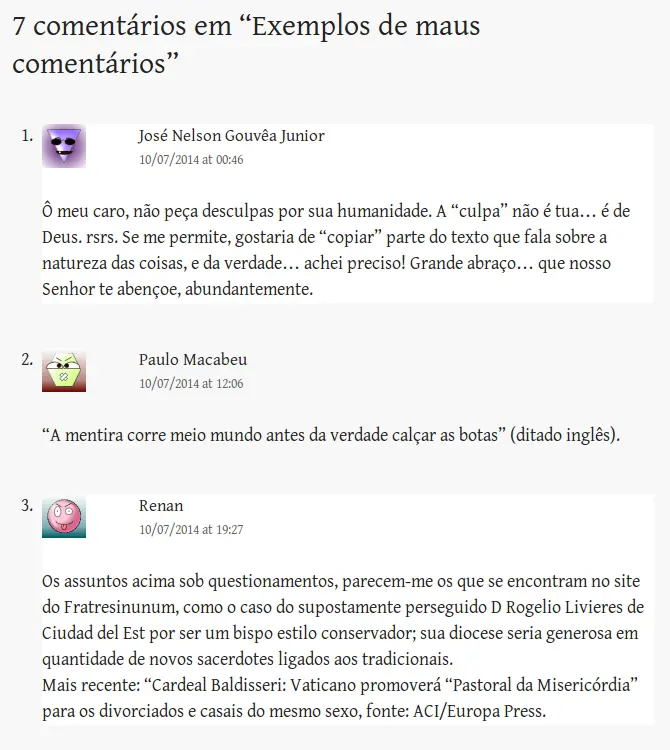 7 comentários em “Exemplos de maus
comentários”
1.
José Nelson Gouvêa Junior
10/07/2014 at 00:46
Ô meu caro, não peça desculpas por sua humanidade. A “culpa” não é tua… é de
Deus. rsrs. Se me permite, gostaria de “copiar” parte do texto que fala sobre a
natureza das coisas, e da verdade… achei preciso! Grande abraço… que nosso
Senhor te abençoe, abundantemente.
2.
Paulo Macabeu
10/07/2014 at 12:06
“A mentira corre meio mundo antes da verdade calçar as botas” (ditado inglês).
3.
Renan
10/07/2014 at 19:27
Os assuntos acima sob questionamentos, parecem-me os que se encontram no site
do Fratresinunum, como o caso do supostamente perseguido D Rogelio Livieres de
Ciudad del Est por ser um bispo estilo conservador; sua diocese seria generosa em
quantidade de novos sacerdotes ligados aos tradicionais.
Mais recente: “Cardeal Baldisseri: Vaticano promoverá “Pastoral da Misericórdia”
para os divorciados e casais do mesmo sexo, fonte: ACI/Europa Press.